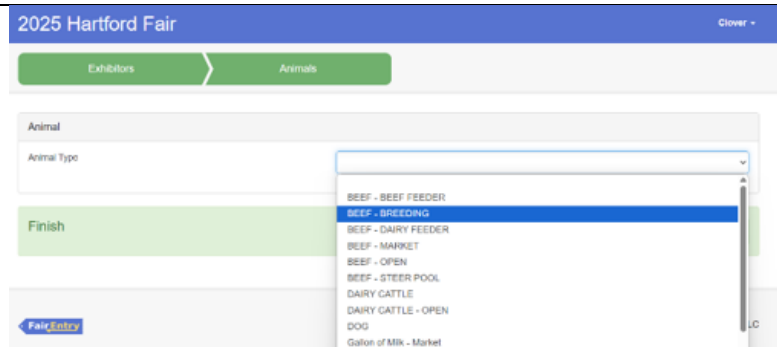 2025 Hartford Fair
Clover
Exhibitors
Animals
Animal
Animal Type
BEEF - BEEF FEEDER
BEEF - BREEDING
BEEF - DAIRY FEEDER
BEEF - MARKET
BEEF - OPEN
BEEF - STEER POOL
DAIRY CATTLE
DAIRY CATTLE - OPEN
DOG
Gallon of Milk - Market
Finish
FairEntry
LC